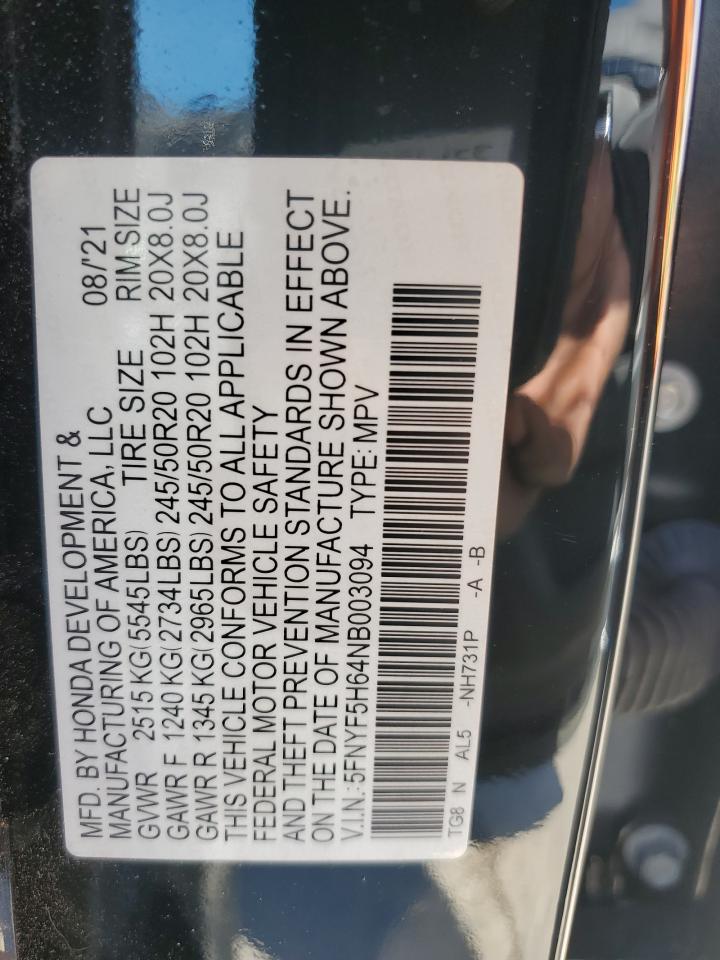 MFD. BY HONDA DEVELOPMENT &
MANUFACTURING OF AMERICA, LLC 08/'21
GVWR 2515 KG(5545LBS) TIRE SIZE RIM SIZE
GAWR F 1240 KG(2734LBS) 245/50R20 102H 20X8.0J
GAWR R 1345 KG(2965LBS) 245/50R20 102H 20X8.0J
THIS VEHICLE CONFORMS TO ALL APPLICABLE
FEDERAL MOTOR VEHICLE SAFETY
AND THEFT PREVENTION STANDARDS IN EFFECT
ON THE DATE OF MANUFACTURE SHOWN ABOVE.
V.I.N.:5FNYF5H64NB003094 TYPE:MPV
TG8 N AL5 -NH731P -A -B